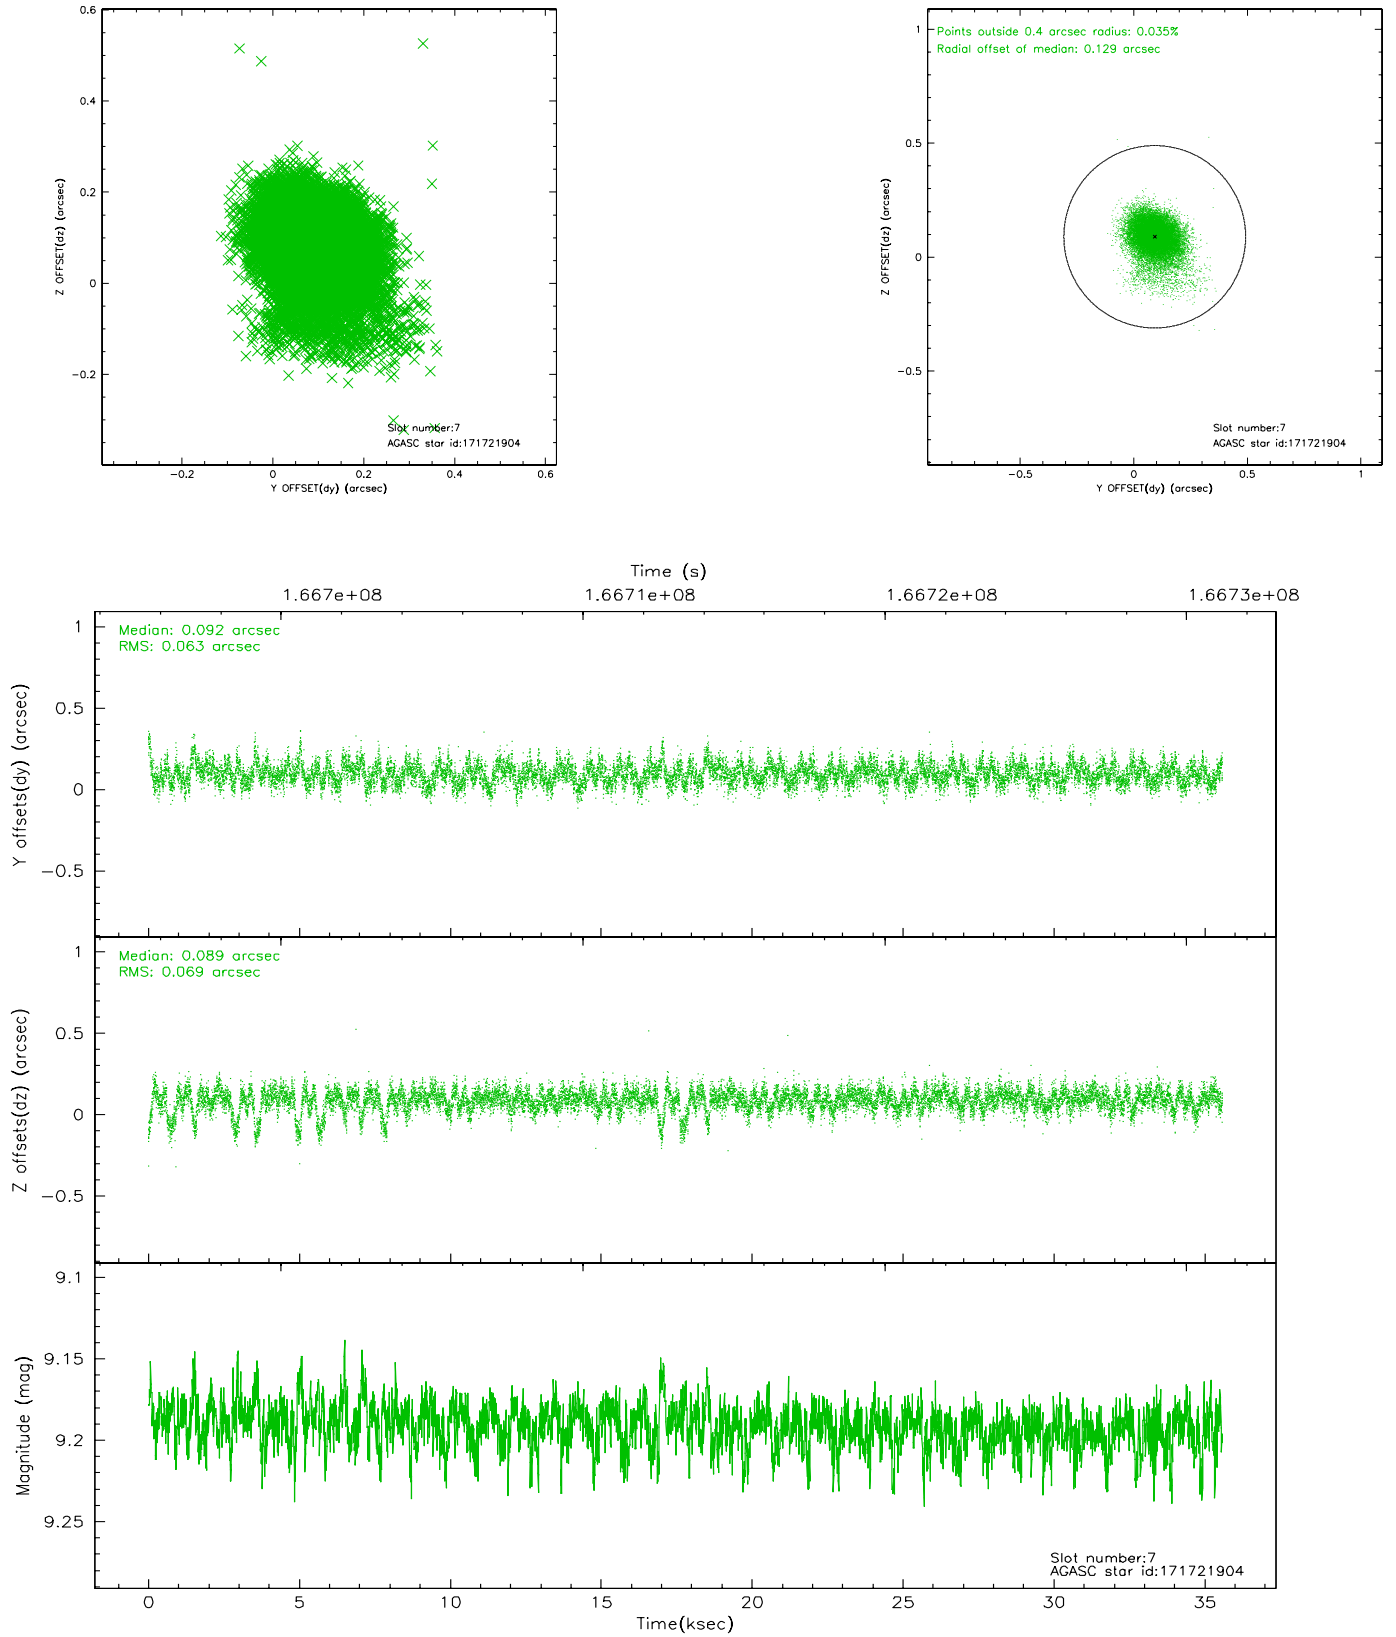 0.6
0.4
0.2
0
−0.2
Z OFFSET(dz) (arcsec)
−0.2 0 0.2 0.4 0.6
Y OFFSET(dy) (arcsec)
Slot number:7
AGASC star id:171721904
Points outside 0.4 arcsec radius: 0.035%
Radial offset of median: 0.129 arcsec
1
0.5
0
−0.5
Z OFFSET(dz) (arcsec)
−0.5 0 0.5 1
Y OFFSET(dy) (arcsec)
Slot number:7
AGASC star id:171721904
Time (s)
1.667e+08 1.6671e+08 1.6672e+08 1.6673e+08
Median: 0.092 arcsec
RMS: 0.063 arcsec
1
0.5
0
−0.5
Y offsets(dy) (arcsec)
Median: 0.089 arcsec
RMS: 0.069 arcsec
1
0.5
0
−0.5
Z offsets(dz) (arcsec)
9.1
9.15
9.2
9.25
Magnitude (mag)
Slot number:7
AGASC star id:171721904
0 5 10 15 20 25 30 35
Time(ksec)